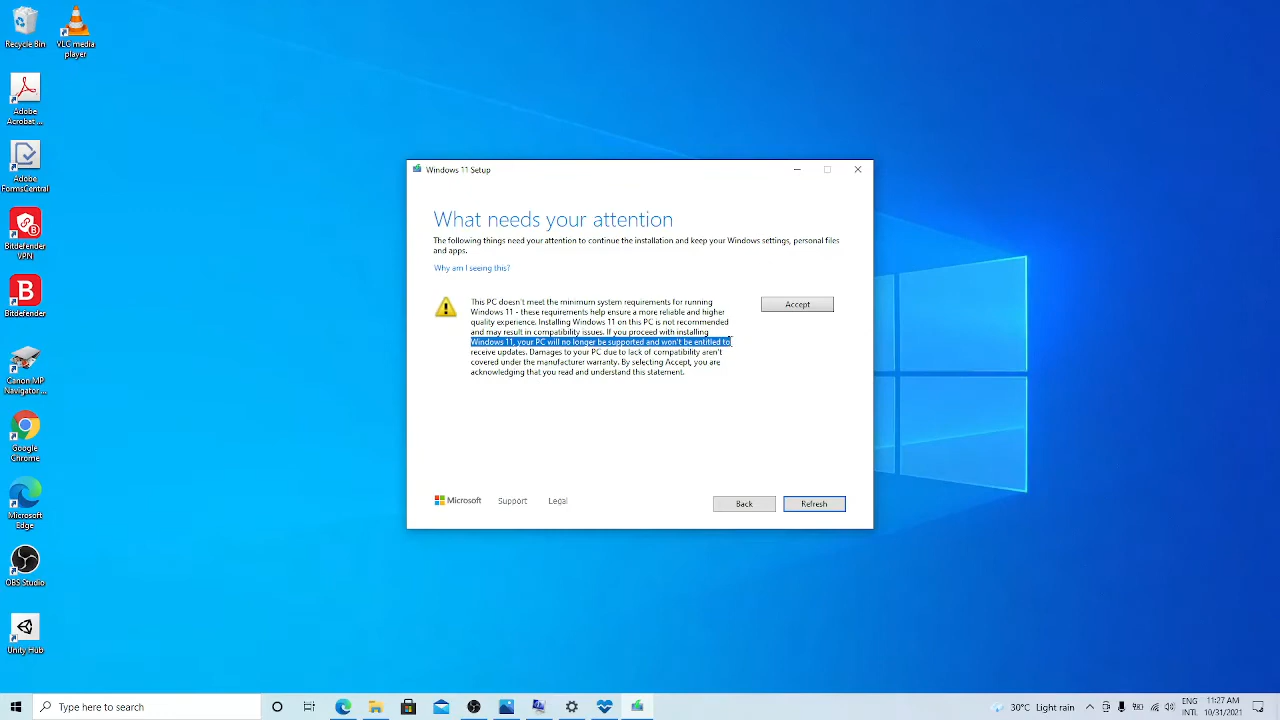 Recycle Bin
VLC media
player
Adobe
Acrobat ...
Adobe
FormsCentral
Bitdefender
VPN
Bitdefender
Canon MP
Navigator ...
Google
Chrome
Microsoft
Edge
OBS Studio
Unity Hub
Windows 11 Setup
What needs your attention
The following things need your attention to continue the installation and keep your Windows settings, personal files
and apps.
Why am I seeing this?
This PC doesn't meet the minimum system requirements for running
Windows 11 - these requirements help ensure a more reliable and higher
quality experience. Installing Windows 11 on this PC is not recommended
and may result in compatibility issues. If you proceed with installing
Windows 11, your PC will no longer be supported and won't be entitled to
receive updates. Damages to your PC due to lack of compatibility aren't
covered under the manufacturer warranty. By selecting Accept, you are
acknowledging that you read and understand this statement.
Accept
Microsoft Support Legal
Back Refresh
Type here to search
30°C Light rain
ENG
INTL
11:27 AM
10/31/2021